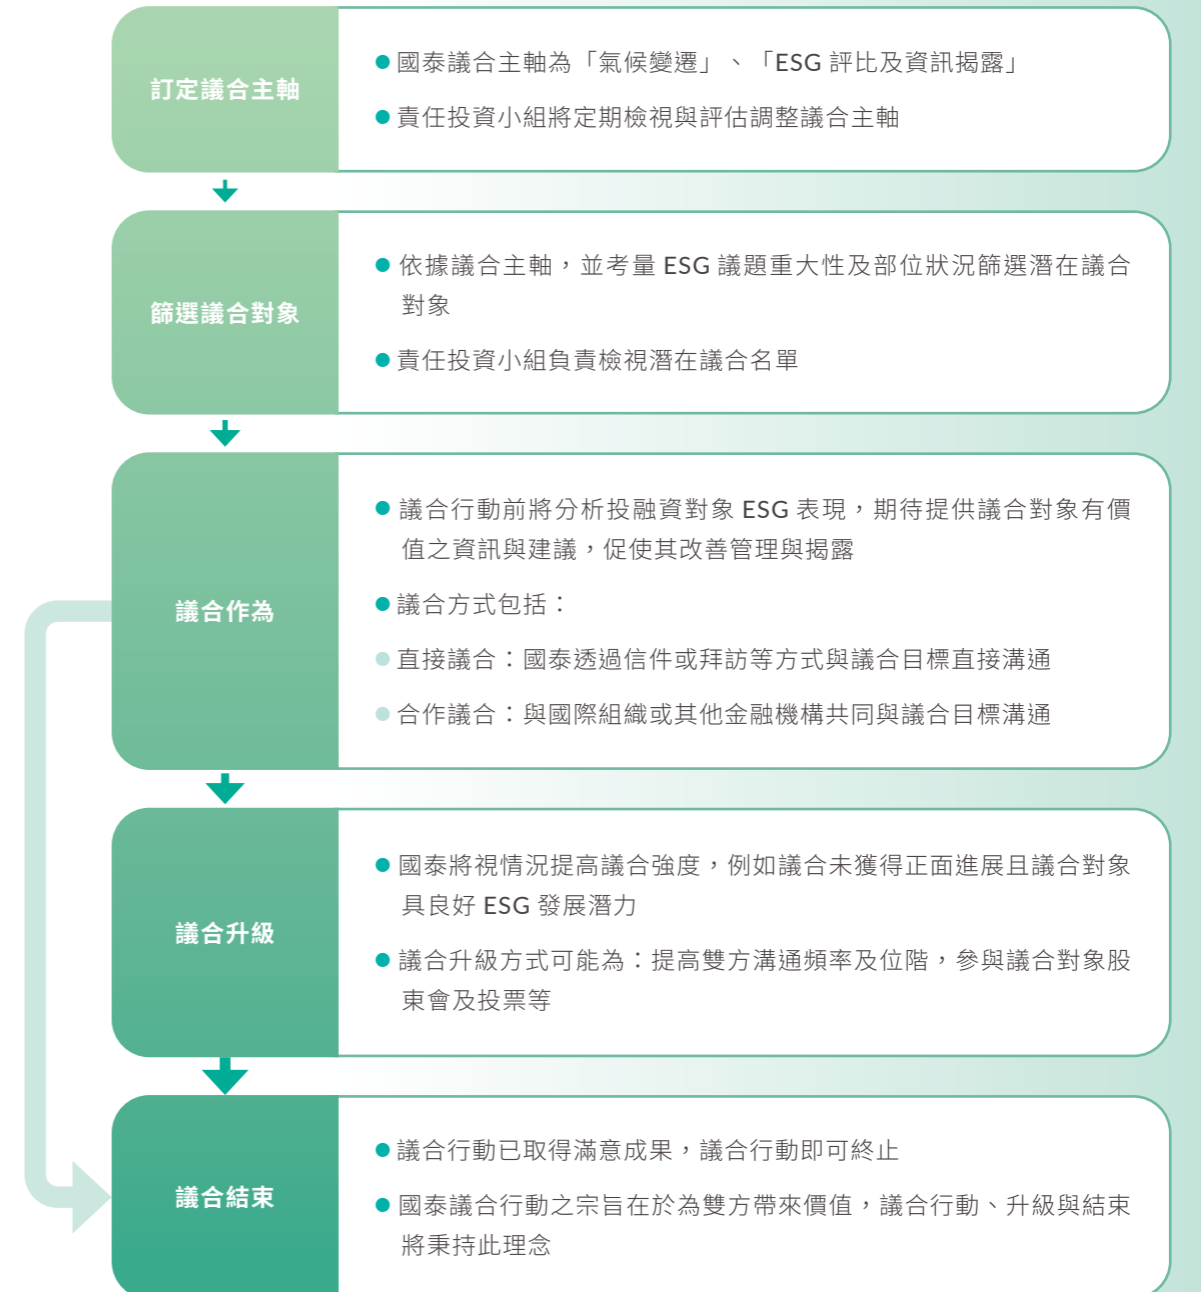 訂定議合主軸
● 國泰議合主軸為「氣候變遷」、「ESG 評比及資訊揭露」
● 責任投資小組將定期檢視與評估調整議合主軸
篩選議合對象
● 依據議合主軸，並考量 ESG 議題重大性及部位狀況篩選潛在議合
對象
● 責任投資小組負責檢視潛在議合名單
議合作為
● 議合行動前將分析投融資對象 ESG 表現，期待提供議合對象有價
值之資訊與建議，促使其改善管理與揭露
● 議合方式包括：
● 直接議合：國泰透過信件或拜訪等方式與議合目標直接溝通
● 合作議合：與國際組織或其他金融機構共同與議合目標溝通
議合升級
● 國泰將視情況提高議合強度，例如議合未獲得正面進展且議合對象
具良好 ESG 發展潛力
● 議合升級方式可能為：提高雙方溝通頻率及位階，參與議合對象股
東會及投票等
議合結束
● 議合行動已取得滿意成果，議合行動即可終止
● 國泰議合行動之宗旨在於為雙方帶來價值，議合行動、升級與結束
將秉持此理念